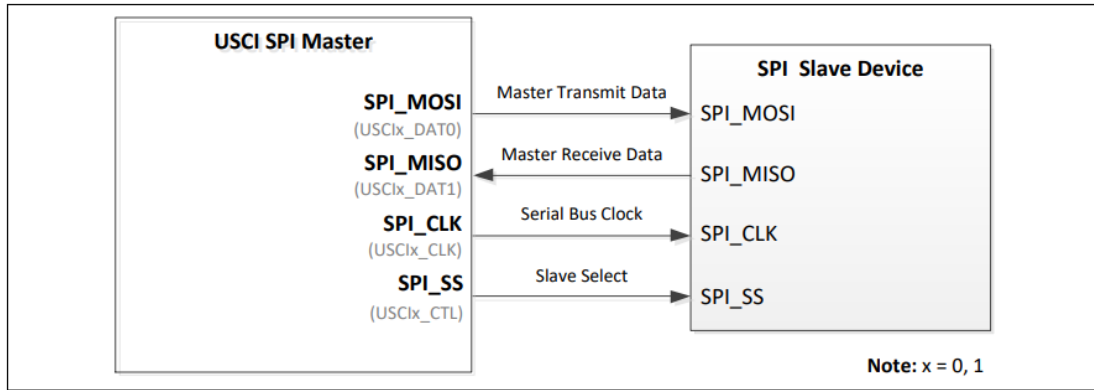 USCI SPI Master
SPI Slave Device
SPI_MOSI
(USCIx_DAT0)
Master Transmit Data
SPI_MOSI
SPI_MISO
(USCIx_DAT1)
Master Receive Data
SPI_MISO
SPI_CLK
(USCIx_CLK)
Serial Bus Clock
SPI_CLK
SPI_SS
(USCIx_CTL)
Slave Select
SPI_SS
Note: x = 0, 1